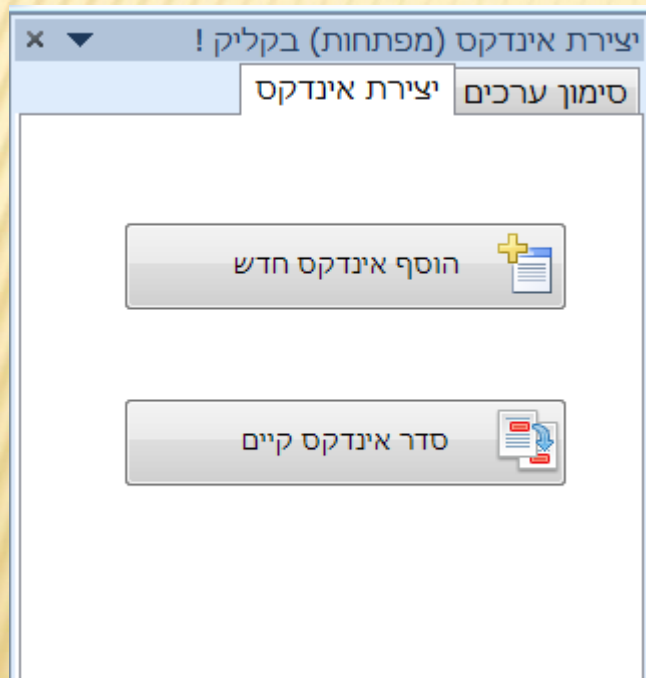 יצירת אינדקס (מפתחות) בקליק !
סימון ערכים
יצירת אינדקס
הוסף אינדקס חדש
סדר אינדקס קיים